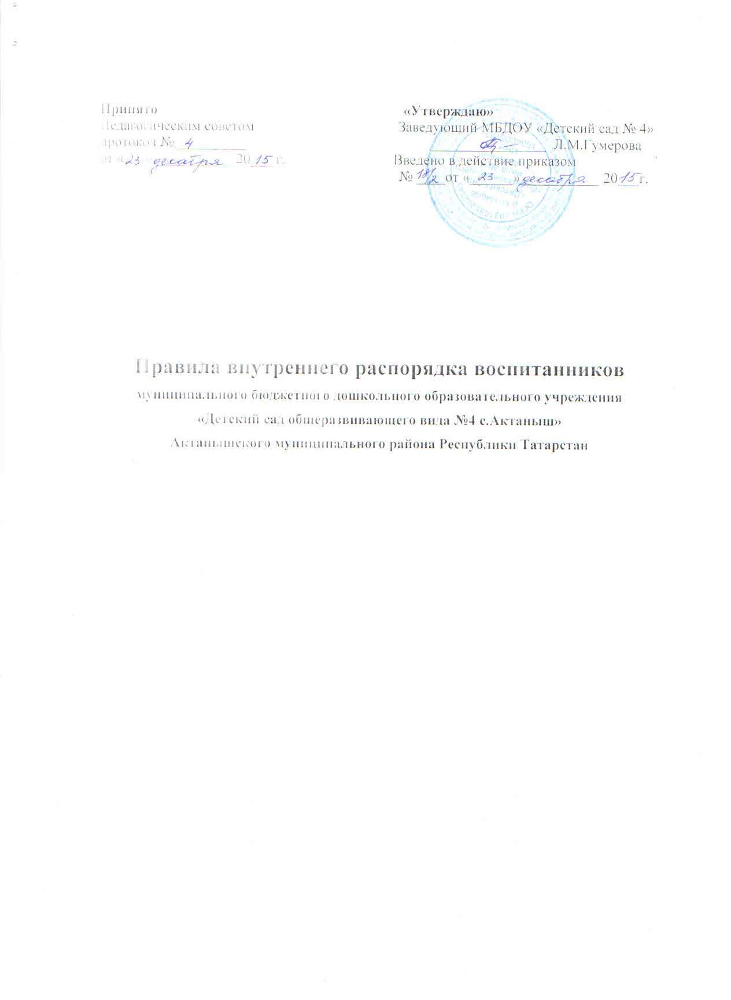 Принято
Педагогическим советом
протокол № 4
от «23 » декабря 2015 г.
«Утверждаю»
Заведующий МБДОУ «Детский сад № 4»
Л.М.Гумерова
Введено в действие приказом
№ 18/2 от « 23 » декабря 2015г.
Правила внутреннего распорядка воспитанников
муниципального бюджетного дошкольного образовательного учреждения
«Детский сад общеразвивающего вида №4 с.Актаныш»
Актанышского муниципального района Республики Татарстан